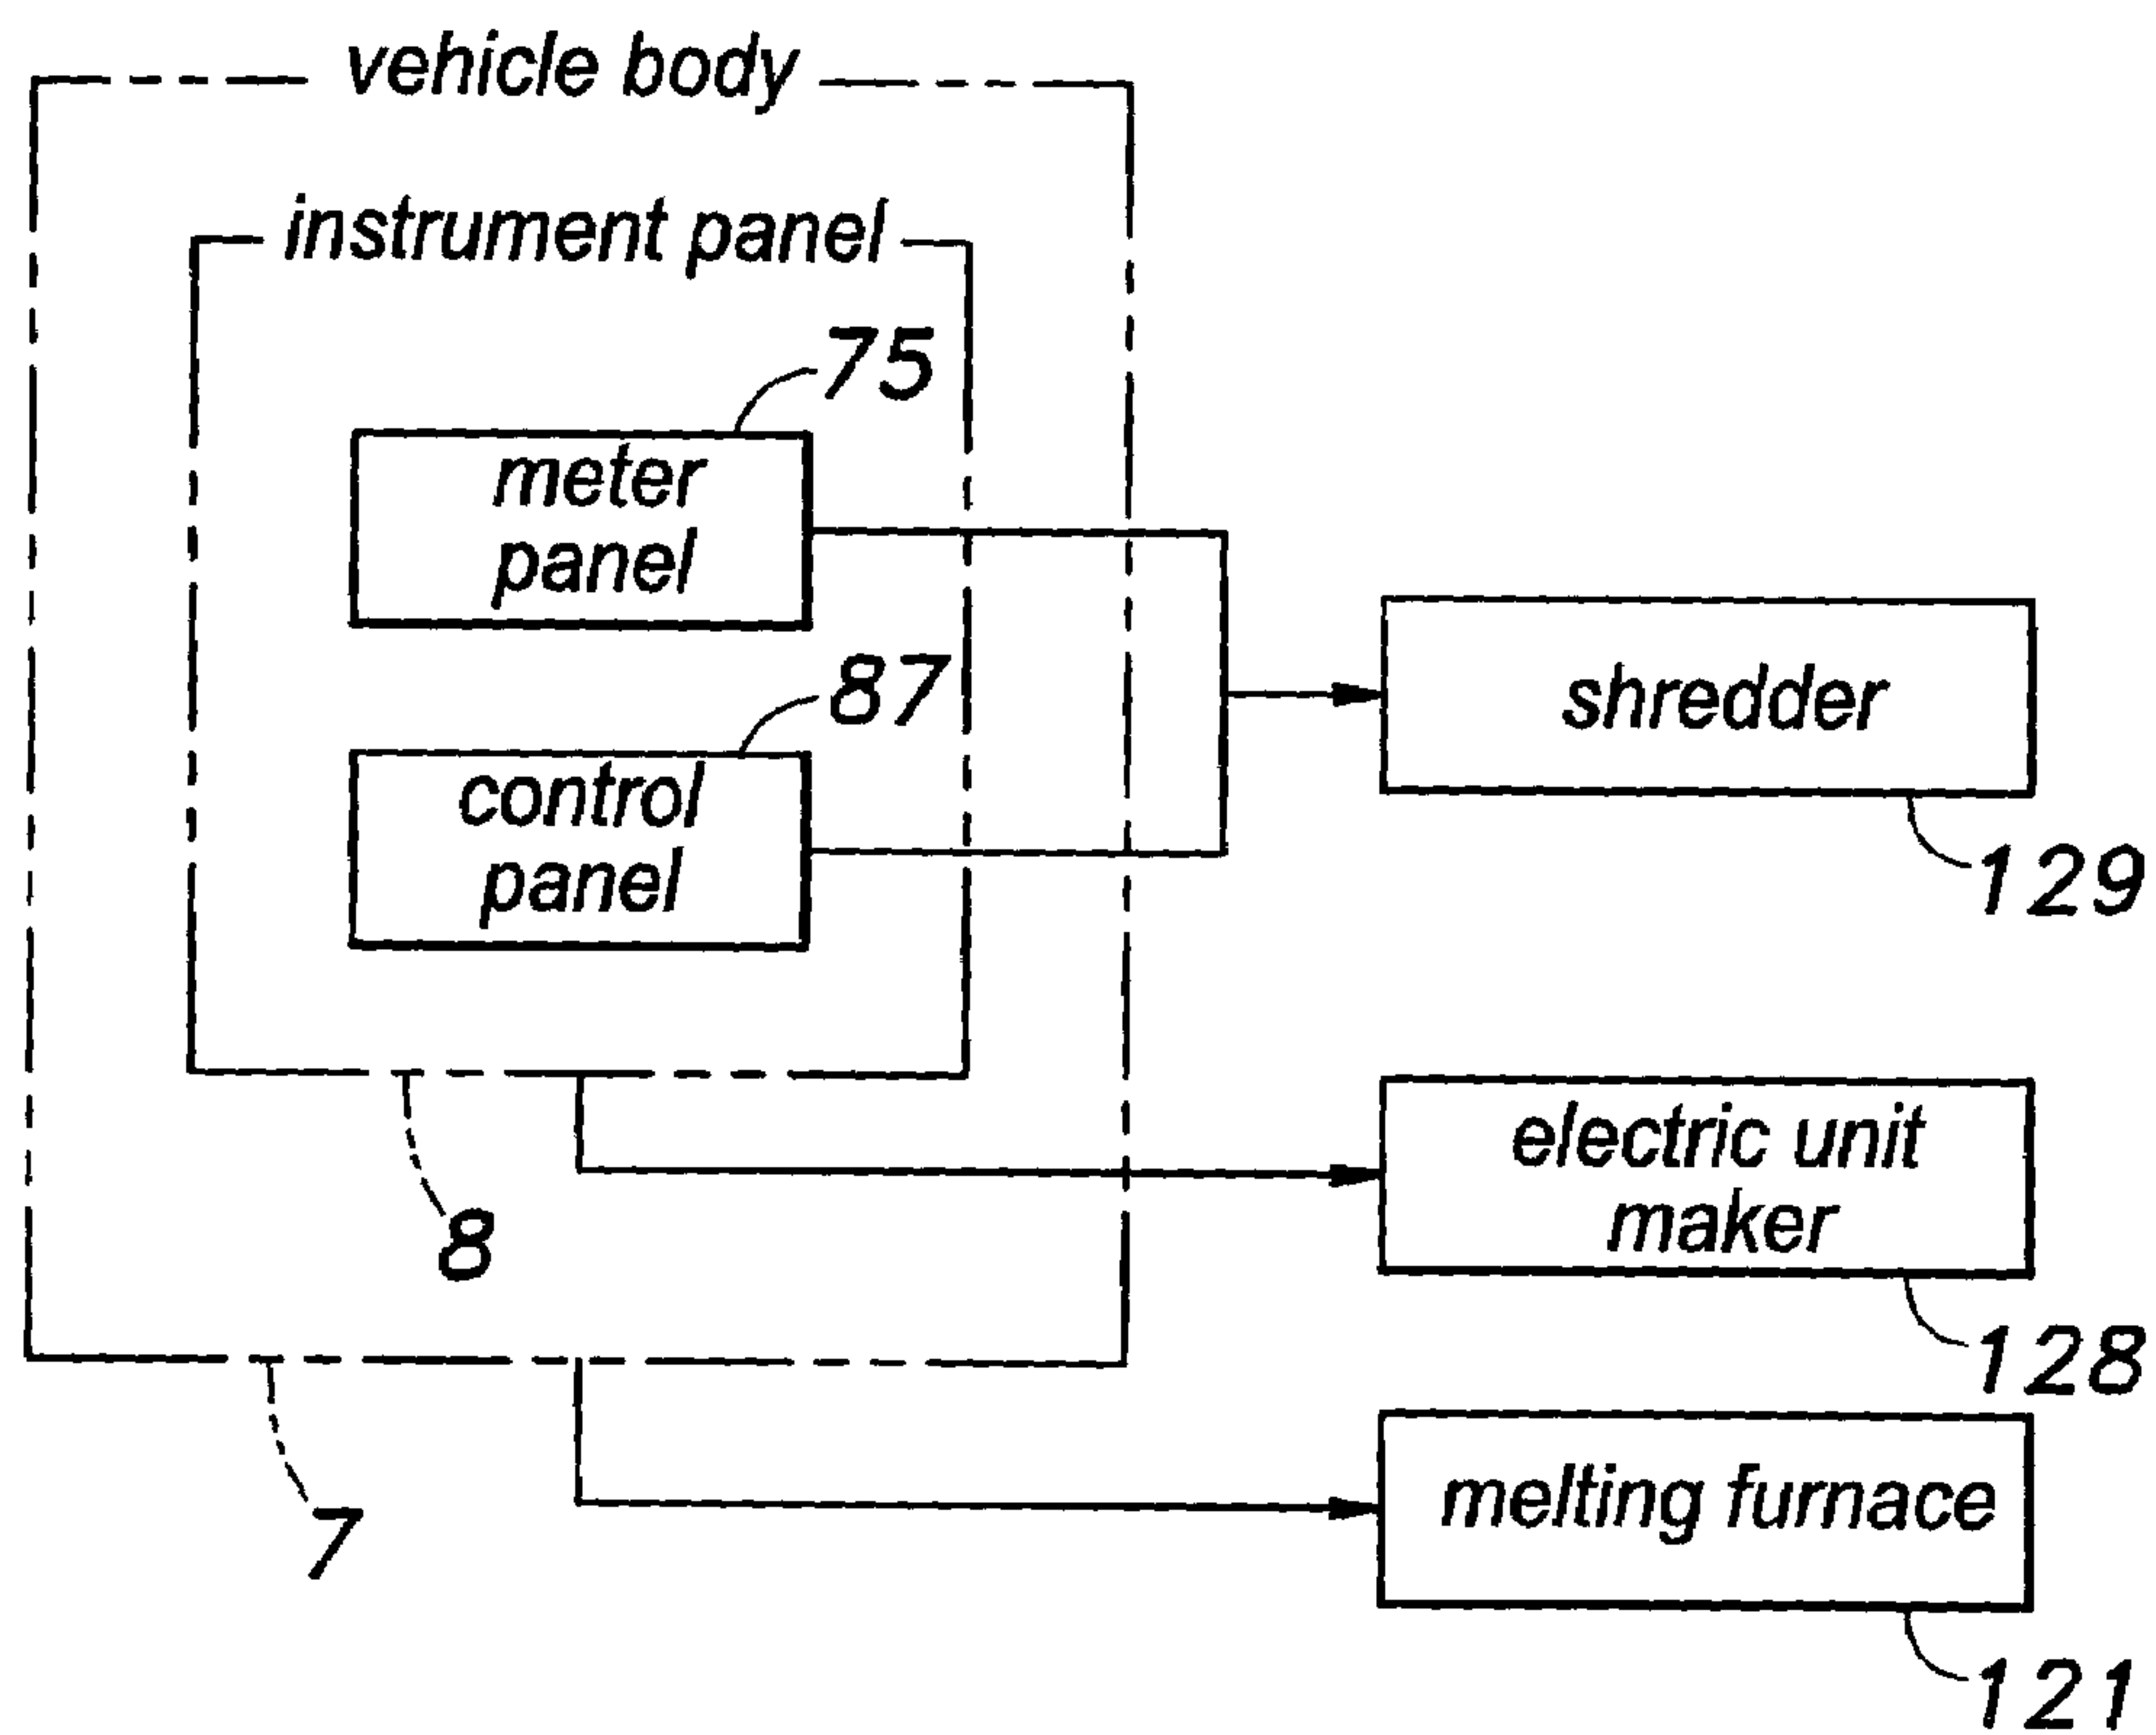 vehicle body
instrument panel
75
meter
panel
87
control
panel
shredder
129
electric unit
maker
8
128
melting furnace
7
121